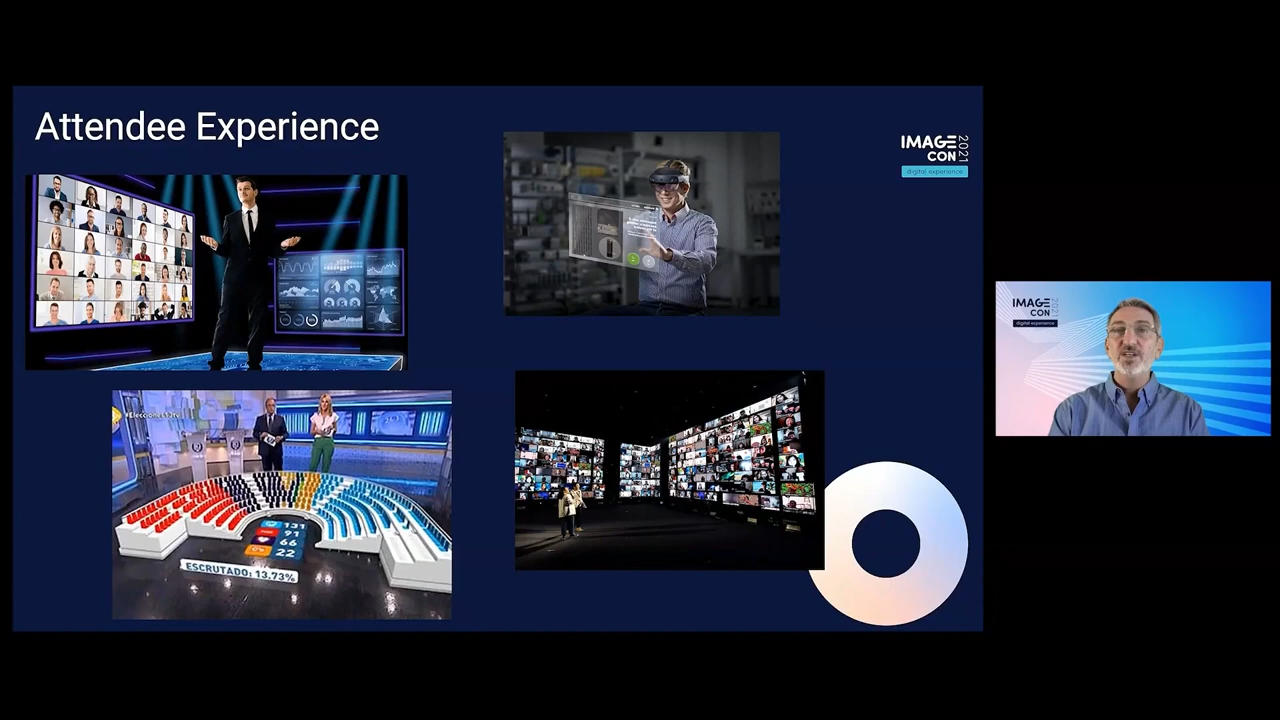 Attendee Experience
IMAGE
CON
2021
digital experience
#Elecciones13tv
131
91
66
22
ESCRUTADO: 13.73%
IMAGE
CON
2021
digital experience